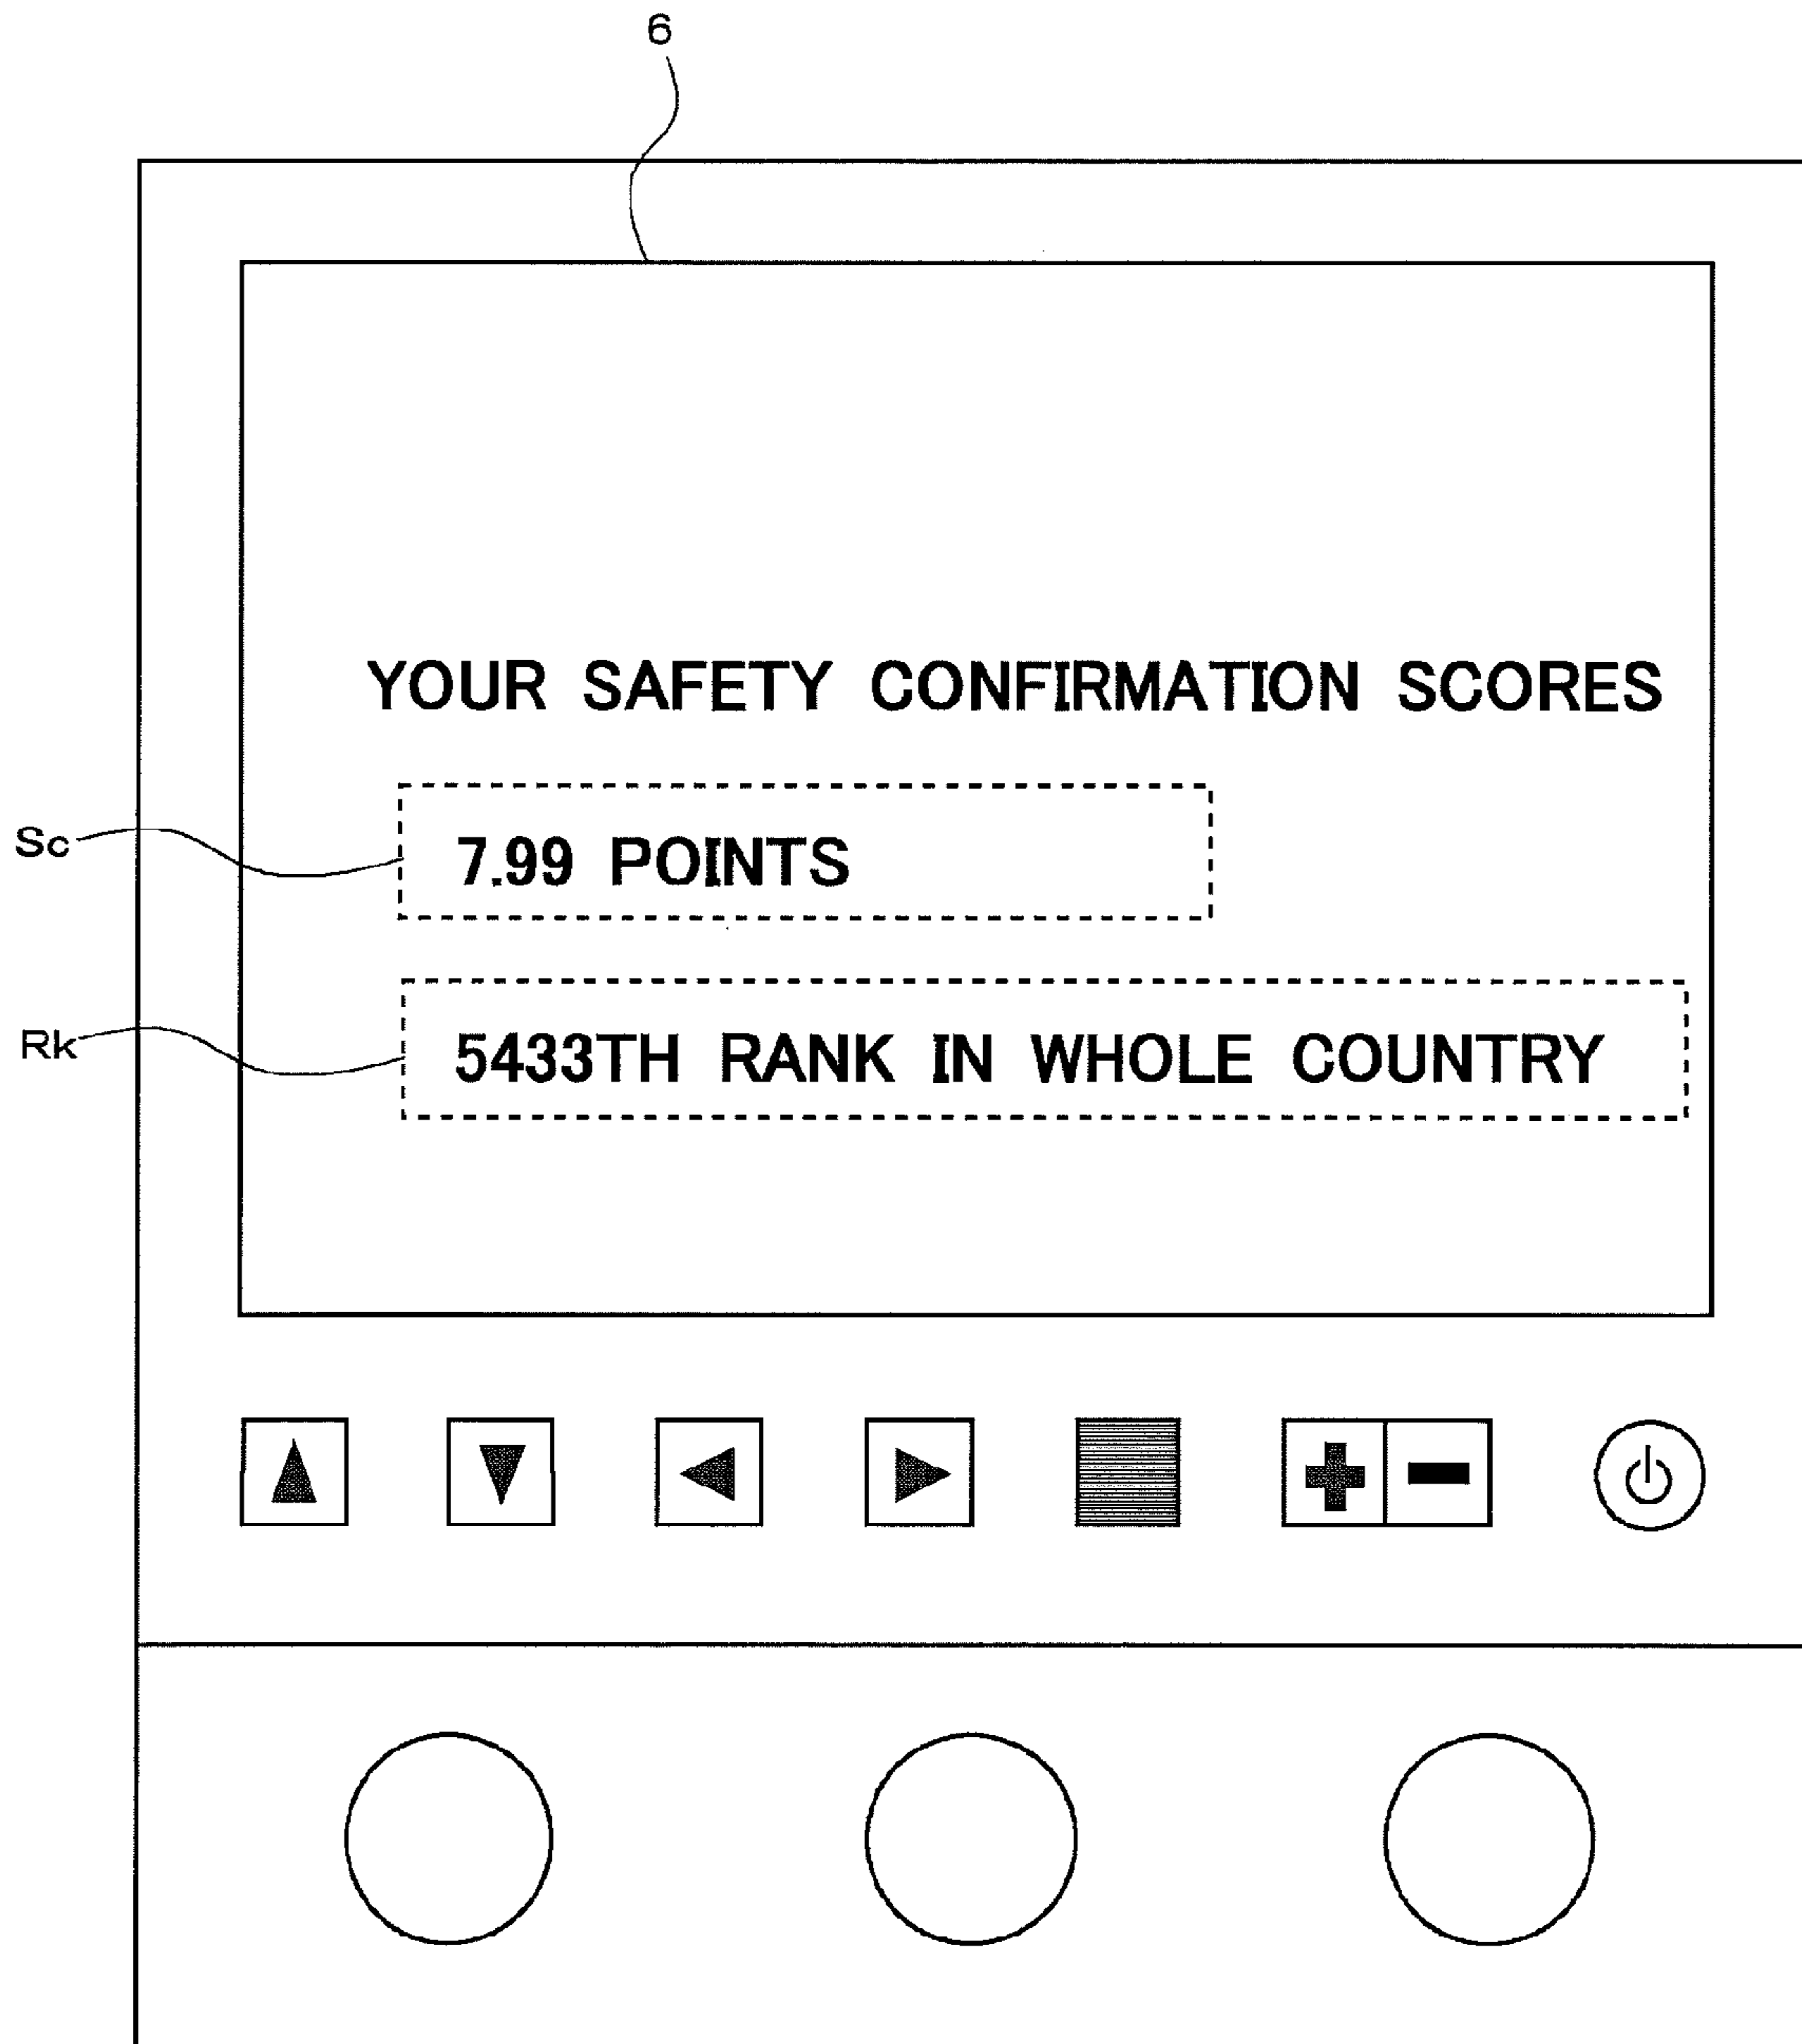 6
YOUR SAFETY CONFIRMATION SCORES
Sc
7.99 POINTS
Rk
5433TH RANK IN WHOLE COUNTRY